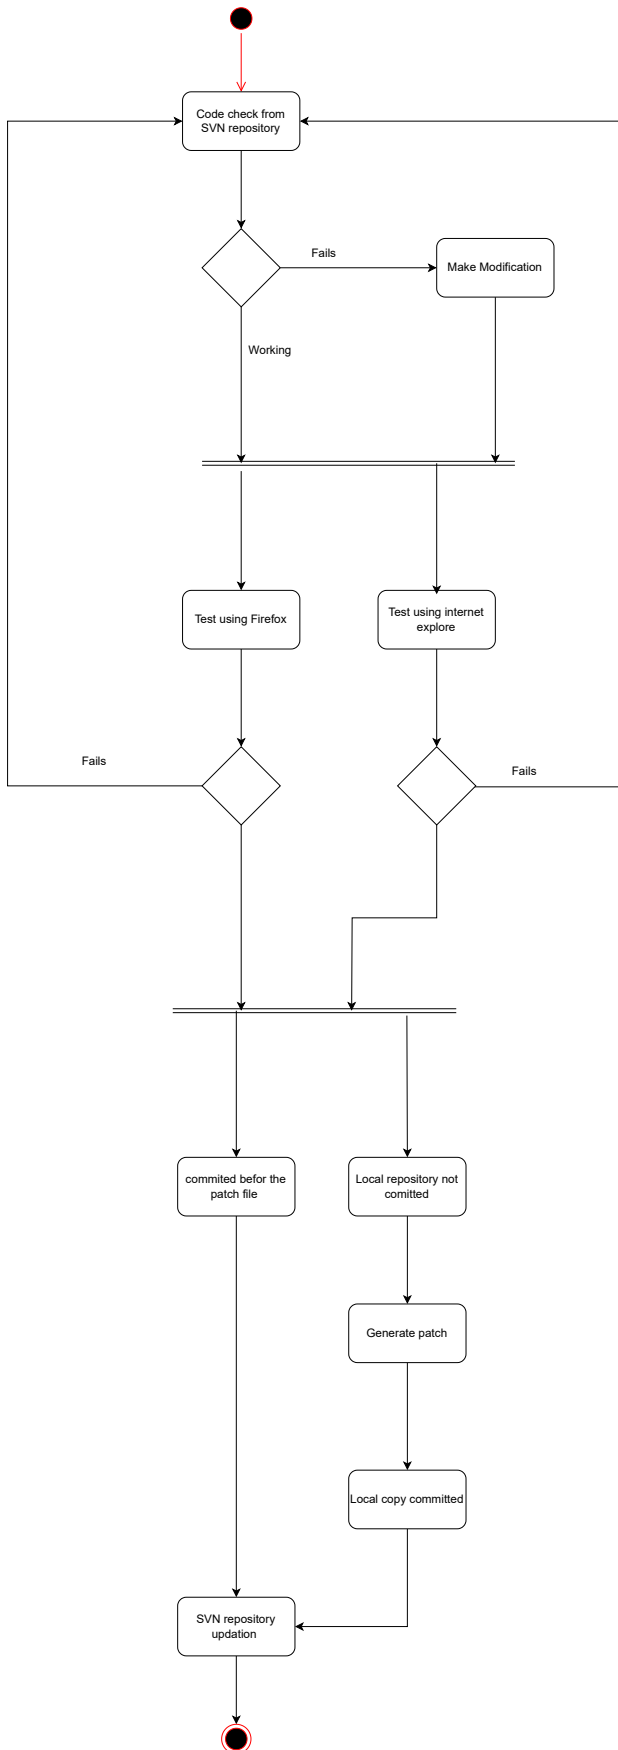 Code check from
SVN repository
Fails
Make Modification
Working
Test using Firefox
Test using internet
explore
Fails
Fails
commited befor the
patch file
Local repository not
comitted
Generate patch
Local copy committed
SVN repository
updation